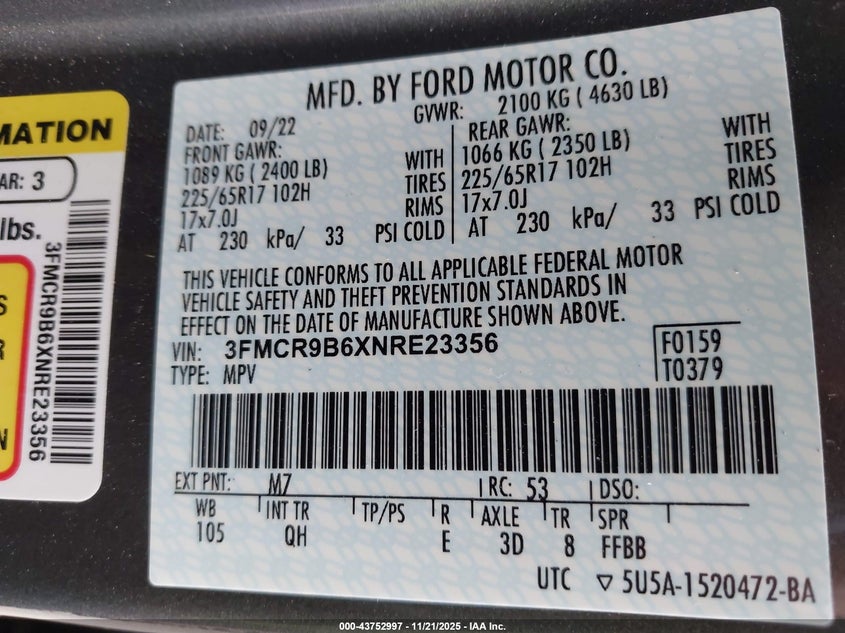 MATION
AR: 3
lbs.
3FMCR9B6XNRE23356
S
R
N
MFD. BY FORD MOTOR CO.
DATE: 09/22 GVWR: 2100 KG ( 4630 LB)
FRONT GAWR: REAR GAWR:
1089 KG ( 2400 LB) WITH 1066 KG ( 2350 LB) WITH
225/65R17 102H TIRES 225/65R17 102H TIRES
17x7.0J RIMS 17x7.0J RIMS
AT 230 kPa/ 33 PSI COLD AT 230 kPa/ 33 PSI COLD
THIS VEHICLE CONFORMS TO ALL APPLICABLE FEDERAL MOTOR
VEHICLE SAFETY AND THEFT PREVENTION STANDARDS IN
EFFECT ON THE DATE OF MANUFACTURE SHOWN ABOVE.
VIN: 3FMCR9B6XNRE23356 F0159
TYPE: MPV T0379
EXT PNT: M7 RC: 53 DSO:
WB INT TR TP/PS R AXLE TR SPR
105 QH E 3D 8 FFBB
UTC ▽ 5U5A-1520472-BA
000-43752997 - 11/21/2025 - IAA Inc.